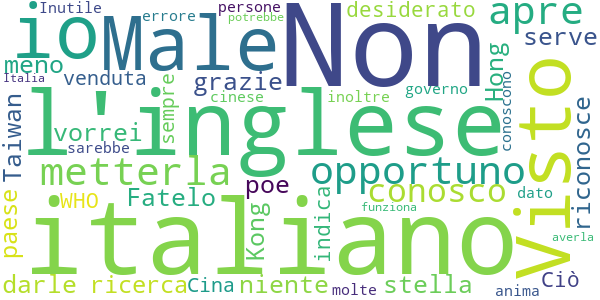 Inutile
errore
persone
potrebbe
desiderato
apre
io
Male
Non
serve
Italia
meno
venduta
grazie
cinese
inoltre
governo
Hong
conoscono
Taiwan
vorrei
sempre
l'inglese
Visto
riconosce
sarebbe
metterla
opportuno
poe
conosco
paese
WHO
Fatelo
Kong
indica
dato
italiano
funziona
averla
darle
ricerca
Cina
niente
molte
stella
anima
Ciò